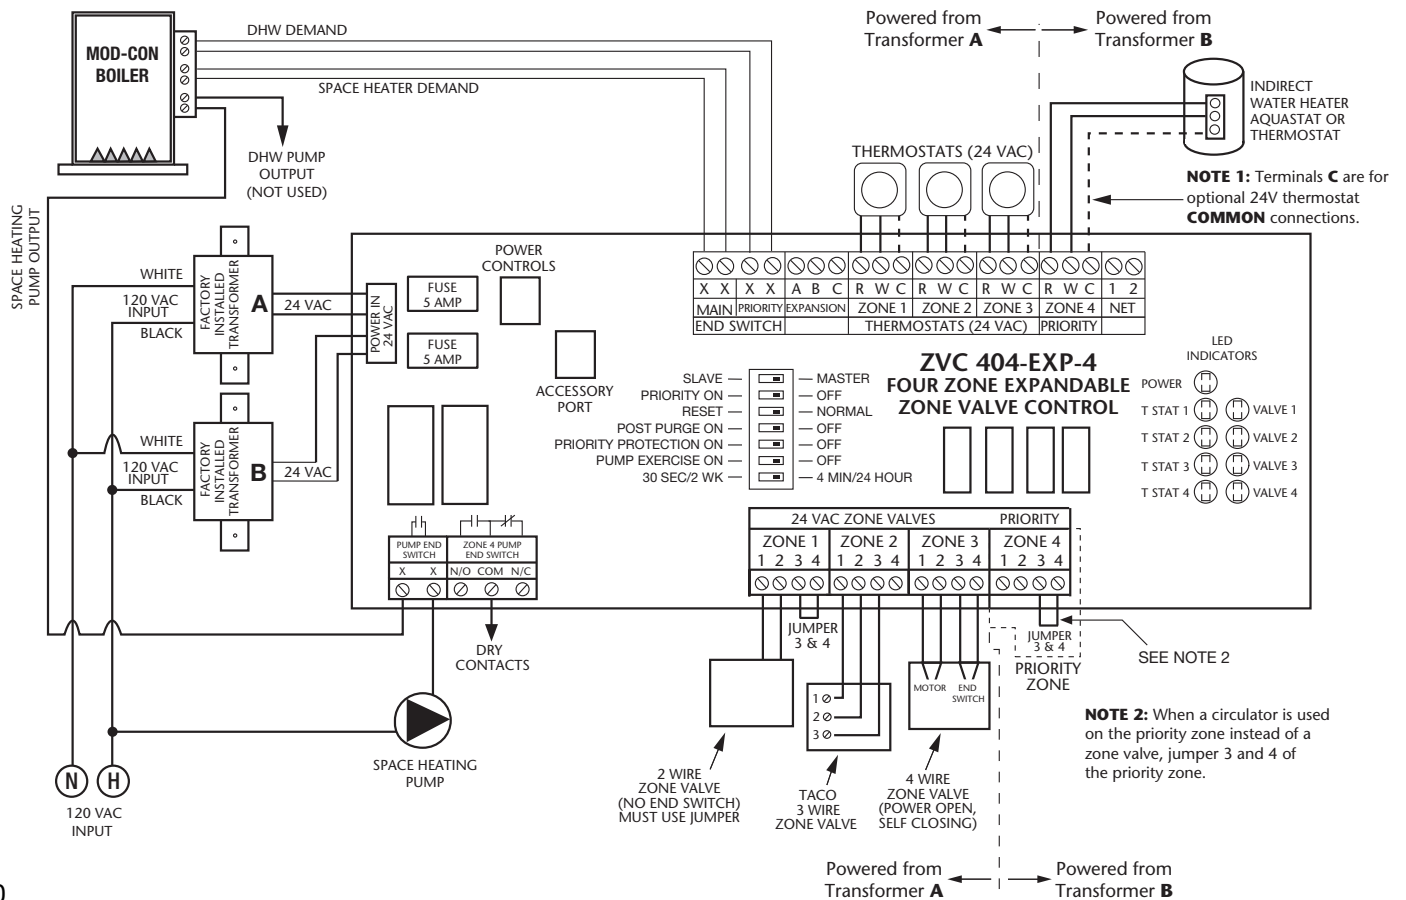 Powered from
Transformer A
Powered from
Transformer B
MOD-CON
BOILER
DHW DEMAND
SPACE HEATER DEMAND
DHW PUMP
OUTPUT
(NOT USED)
SPACE HEATING
PUMP OUTPUT
INDIRECT
WATER HEATER
AQUASTAT OR
THERMOSTAT
THERMOSTATS (24 VAC)
NOTE 1: Terminals C are for
optional 24V thermostat
COMMON connections.
WHITE
120 VAC
INPUT
BLACK
FACTORY
INSTALLED
TRANSFORMER
A
24 VAC
WHITE
120 VAC
INPUT
BLACK
FACTORY
INSTALLED
TRANSFORMER
B
24 VAC
POWER IN
24 VAC
FUSE
5 AMP
FUSE
5 AMP
POWER
CONTROLS
ACCESSORY
PORT
X X X X A B C R W C R W C R W C R W C 1 2
MAIN PRIORITY EXPANSION ZONE 1 ZONE 2 ZONE 3 ZONE 4 NET
END SWITCH THERMOSTATS (24 VAC) PRIORITY
ZVC 404-EXP-4
FOUR ZONE EXPANDABLE
ZONE VALVE CONTROL
SLAVE MASTER
PRIORITY ON OFF
RESET NORMAL
POST PURGE ON OFF
PRIORITY PROTECTION ON OFF
PUMP EXERCISE ON OFF
30 SEC/2 WK 4 MIN/24 HOUR
LED
INDICATORS
POWER
T STAT 1 VALVE 1
T STAT 2 VALVE 2
T STAT 3 VALVE 3
T STAT 4 VALVE 4
PUMP END
SWITCH
ZONE 4 PUMP
END SWITCH
X X N/O COM N/C
DRY
CONTACTS
24 VAC ZONE VALVES PRIORITY
ZONE 1 ZONE 2 ZONE 3 ZONE 4
1 2 3 4 1 2 3 4 1 2 3 4 1 2 3 4
JUMPER
3 & 4
JUMPER
3 & 4
PRIORITY
ZONE
SEE NOTE 2
1
2
3
MOTOR
END
SWITCH
NOTE 2: When a circulator is used
on the priority zone instead of a
zone valve, jumper 3 and 4 of
the priority zone.
SPACE HEATING
PUMP
N H
120 VAC
INPUT
2 WIRE
ZONE VALVE
(NO END SWITCH)
MUST USE JUMPER
TACO
3 WIRE
ZONE VALVE
4 WIRE
ZONE VALVE
(POWER OPEN,
SELF CLOSING)
Powered from
Transformer A
Powered from
Transformer B